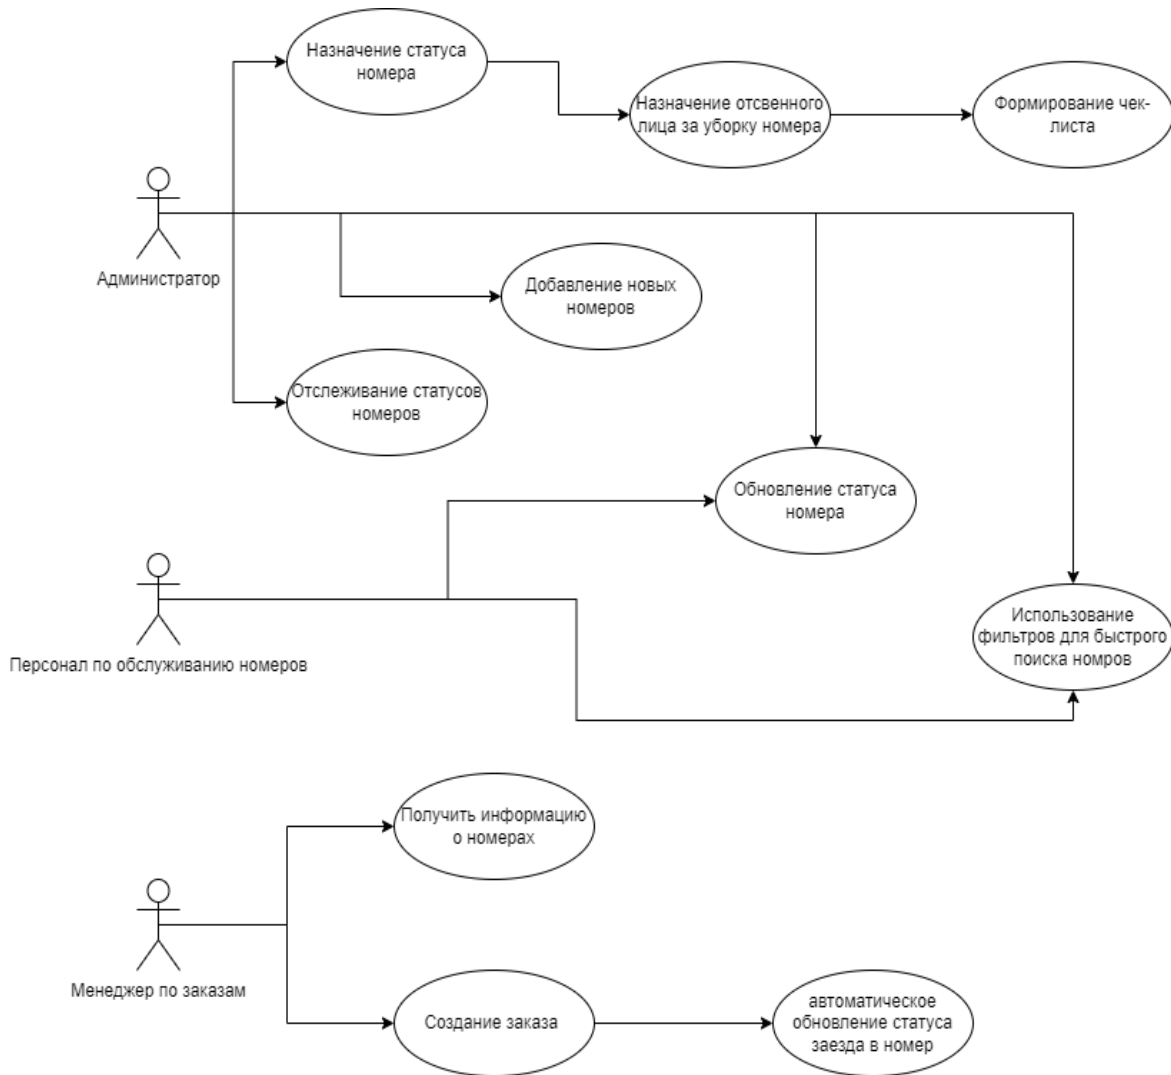 Назначение статуса
номера
Назначение отсвенного
лица за уборку номера
Формирование чек-
листа
Администратор
Добавление новых
номеров
Отслеживание статусов
номеров
Обновление статуса
номера
Персонал по обслуживанию номеров
Использование
фильтров для быстрого
поиска номров
Получить информацию
о номерах
Менеджер по заказам
Создание заказа
автоматическое
обновление статуса
заезда в номер